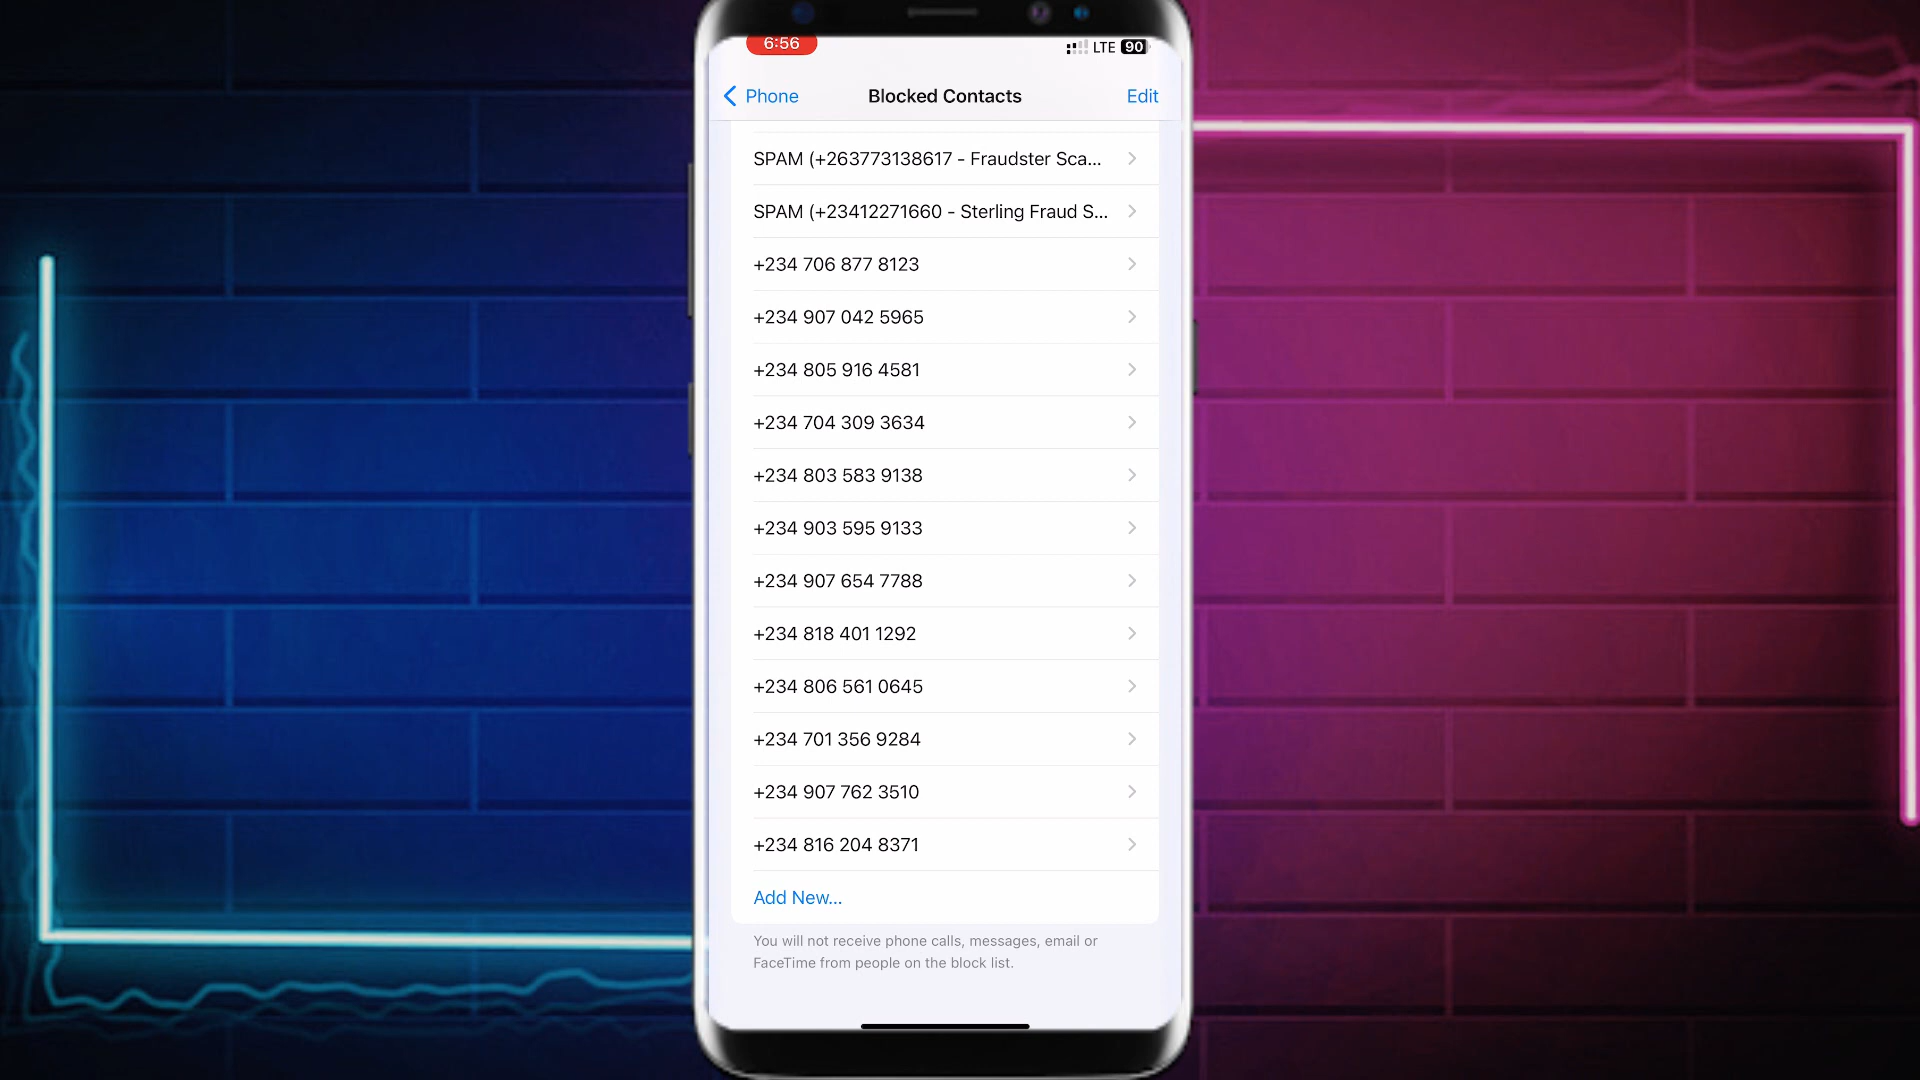 6:56
LTE 90
Phone
Blocked Contacts
Edit
SPAM (+263773138617 - Fraudster Sca...
SPAM (+23412271660 - Sterling Fraud S...
+234 706 877 8123
+234 907 042 5965
+234 805 916 4581
+234 704 309 3634
+234 803 583 9138
+234 903 595 9133
+234 907 654 7788
+234 818 401 1292
+234 806 561 0645
+234 701 356 9284
+234 907 762 3510
+234 816 204 8371
Add New...
You will not receive phone calls, messages, email or
FaceTime from people on the block list.